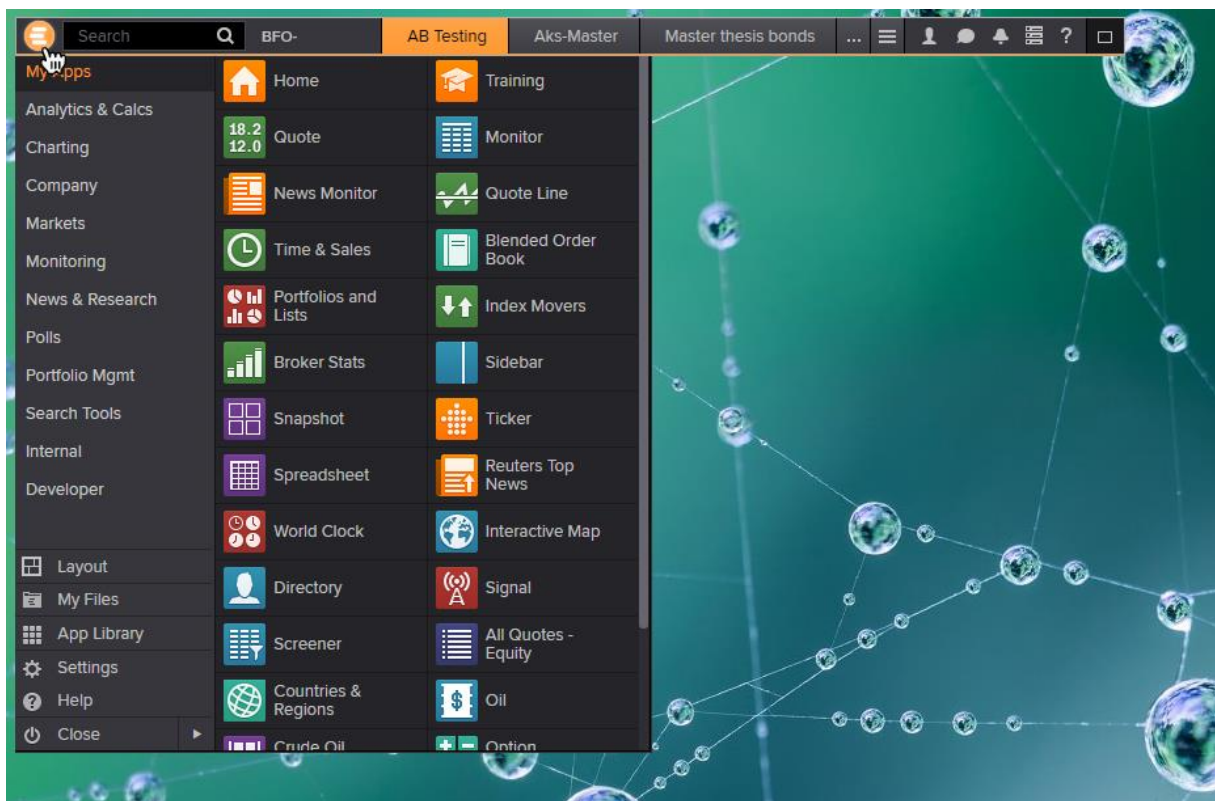 Search
BFO-
AB Testing
Aks-Master
Master thesis bonds
...
?
My Apps
Analytics & Calcs
Charting
Company
Markets
Monitoring
News & Research
Polls
Portfolio Mgmt
Search Tools
Internal
Developer
Layout
My Files
App Library
Settings
Help
Close
Home
Training
18.2
12.0
Quote
Monitor
News Monitor
Quote Line
Time & Sales
Blended Order
Book
Portfolios and
Lists
Index Movers
Broker Stats
Sidebar
Snapshot
Ticker
Spreadsheet
Reuters Top
News
World Clock
Interactive Map
Directory
Signal
Screener
All Quotes -
Equity
Countries &
Regions
$
Oil
Crude Oil
Option